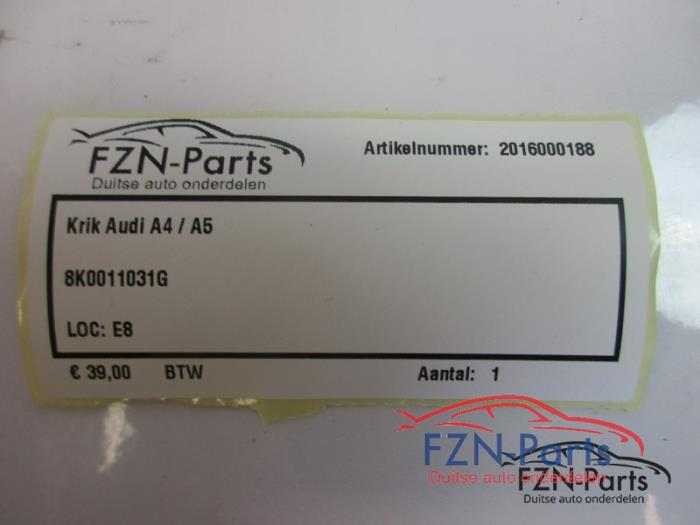 FZN-Parts
Duitse auto onderdelen
Artikelnummer: 2016000188
Krik Audi A4 / A5
8K0011031G
LOC: E8
€ 39,00 BTW Aantal: 1
FZN-Parts
Duitse auto onderdelen
FZN-Parts
Duitse auto onderdelen